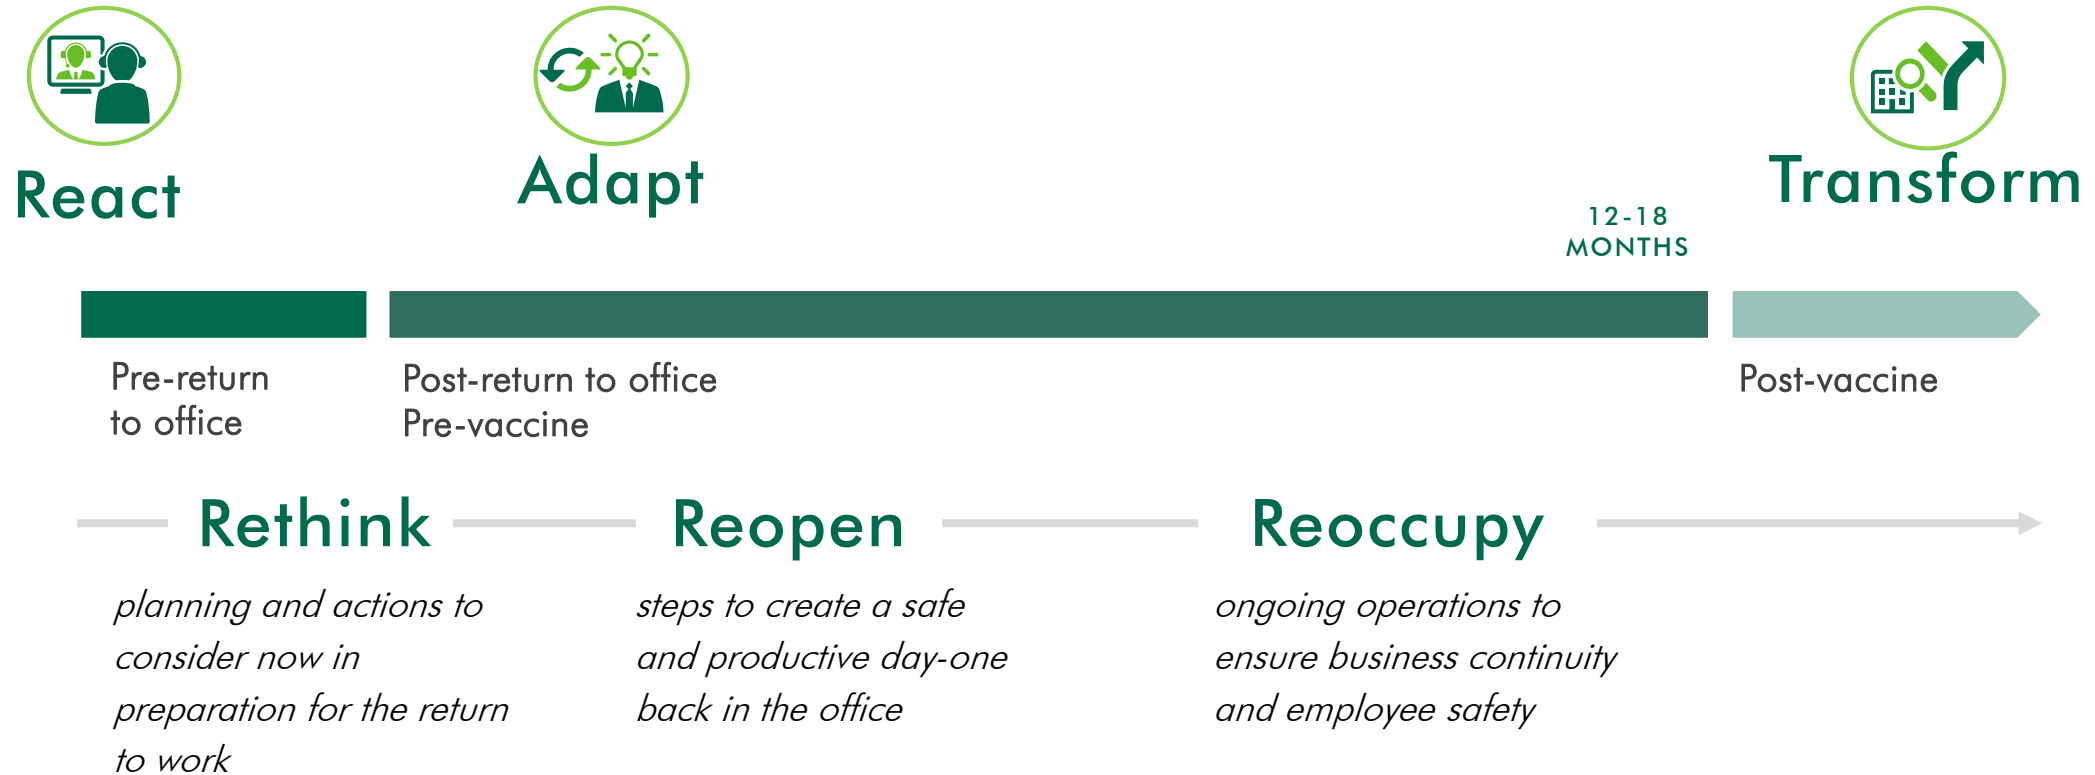 React
Adapt
Transform
12-18
MONTHS
Pre-return
to office
Post-return to office
Pre-vaccine
Post-vaccine
Rethink
planning and actions to
consider now in
preparation for the return
to work
Reopen
steps to create a safe
and productive day-one
back in the office
Reoccupy
ongoing operations to
ensure business continuity
and employee safety